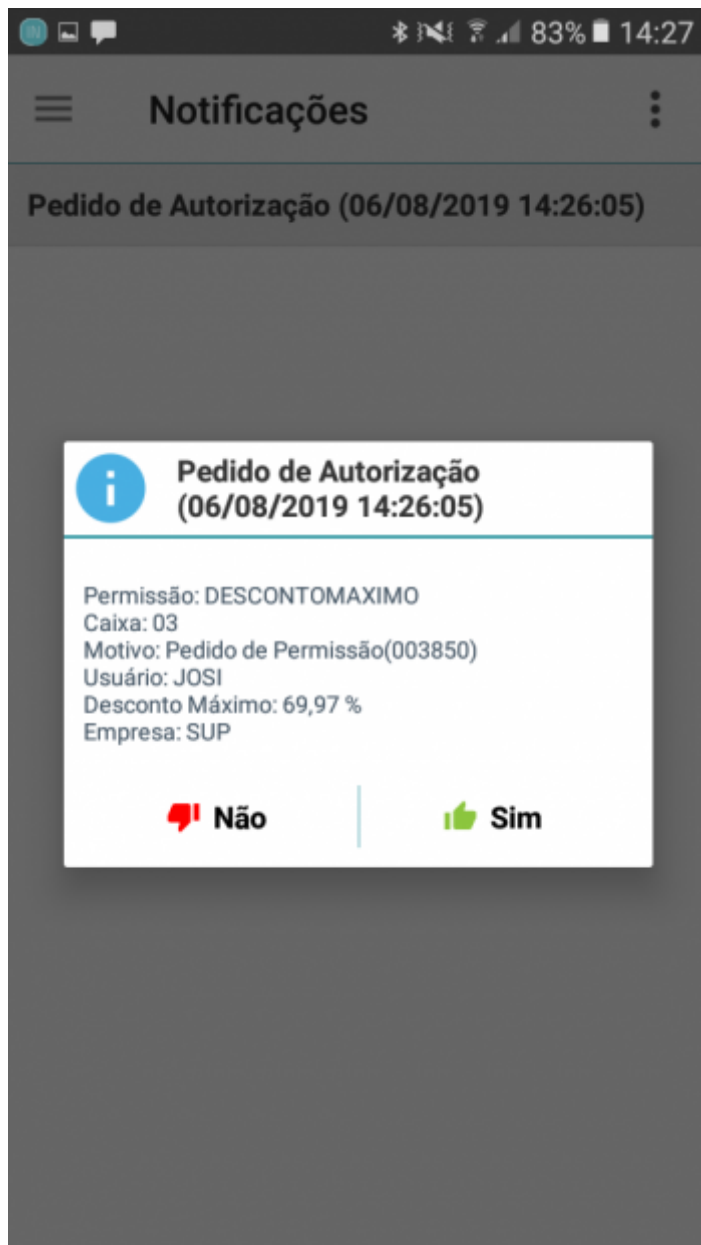 IN
83% 14:27
Notificações
Pedido de Autorização (06/08/2019 14:26:05)
Pedido de Autorização
(06/08/2019 14:26:05)
Permissão: DESCONTOMAXIMO
Caixa: 03
Motivo: Pedido de Permissão(003850)
Usuário: JOSI
Desconto Máximo: 69,97 %
Empresa: SUP
Não Sim